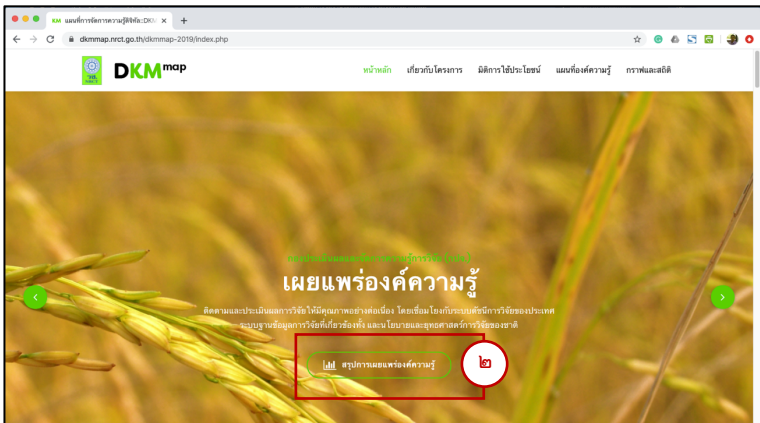 KM แผนที่การจัดการความรู้ดิจิทัล::DKM
dkmmap.nrct.go.th/dkmmap-2019/index.php
วช.
NRCT
DKM map
หน้าหลัก เกี่ยวกับโครงการ มิติการใช้ประโยชน์ แผนที่องค์ความรู้ กราฟและสถิติ
เผยแพร่องค์ความรู้
ติดตามและประเมินผลการวิจัย ให้มีคุณภาพอย่างต่อเนื่อง โดยเชื่อมโยงกับระบบดัชนีการวิจัยของประเทศ
ระบบฐานข้อมูลการวิจัยที่เกี่ยวข้องทั้ง และนโยบายและยุทธศาสตร์การวิจัยของชาติ
สรุปการเผยแพร่องค์ความรู้
๒